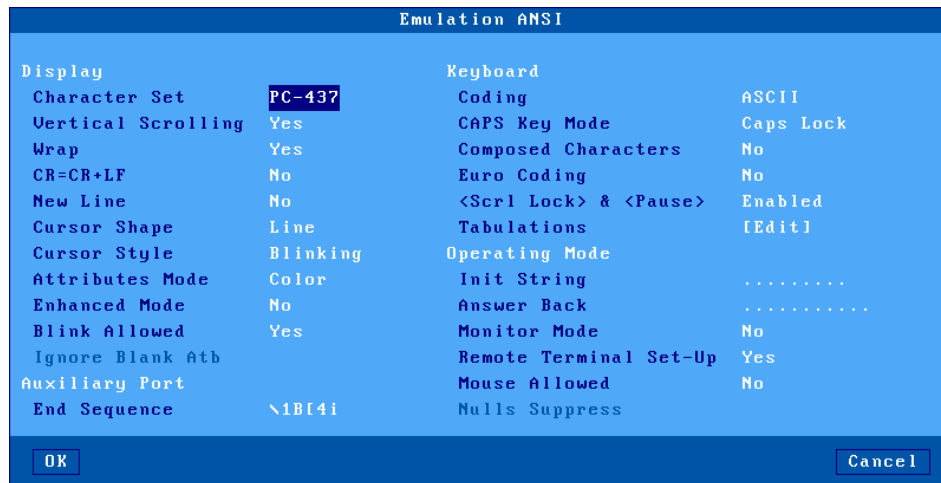 Emulation ANSI
Display
Character Set PC-437
Vertical Scrolling Yes
Wrap Yes
CR=CR+LF No
New Line No
Cursor Shape Line
Cursor Style Blinking
Attributes Mode Color
Enhanced Mode No
Blink Allowed Yes
Ignore Blank Atb
Auxiliary Port
End Sequence \1B[4i
Keyboard
Coding ASCII
CAPS Key Mode Caps Lock
Composed Characters No
Euro Coding No
<Scrl Lock> & <Pause> Enabled
Tabulations [Edit]
Operating Mode
Init String .........
Answer Back ...........
Monitor Mode No
Remote Terminal Set-Up Yes
Mouse Allowed No
Nulls Suppress
OK
Cancel